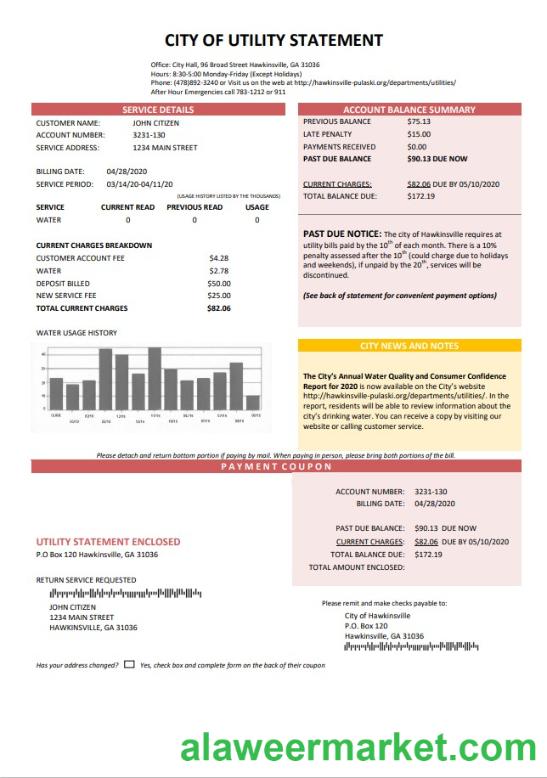 CITY OF UTILITY STATEMENT
Office: City Hall, 96 Broad Street Hawkinsville, GA 31036
Hours: 8:30-5:00 Monday-Friday (Except Holidays)
Phone: (478)892-3240 or Visit us on the web at http://hawkinsville-pulaski.org/departments/utilities/
After Hour Emergencies call 783-1212 or 911
SERVICE DETAILS
CUSTOMER NAME: JOHN CITIZEN
ACCOUNT NUMBER: 3231-130
SERVICE ADDRESS: 1234 MAIN STREET
BILLING DATE: 04/28/2020
SERVICE PERIOD: 03/14/20-04/11/20
(USAGE HISTORY LISTED BY THE THOUSANDS)
SERVICE CURRENT READ PREVIOUS READ USAGE
WATER 0 0 0
CURRENT CHARGES BREAKDOWN
CUSTOMER ACCOUNT FEE $4.28
WATER $2.78
DEPOSIT BILLED $50.00
NEW SERVICE FEE $25.00
TOTAL CURRENT CHARGES $82.06
WATER USAGE HISTORY
ACCOUNT BALANCE SUMMARY
PREVIOUS BALANCE $75.13
LATE PENALTY $15.00
PAYMENTS RECEIVED $0.00
PAST DUE BALANCE $90.13 DUE NOW
CURRENT CHARGES: $82.06 DUE BY 05/10/2020
TOTAL BALANCE DUE: $172.19
PAST DUE NOTICE: The city of Hawkinsville requires at
utility bills paid by the 10th of each month. There is a 10%
penalty assessed after the 10th (could charge due to holidays
and weekends), if unpaid by the 20th, services will be
discontinued.
(See back of statement for convenient payment options)
CITY NEWS AND NOTES
The City's Annual Water Quality and Consumer Confidence
Report for 2020 is now available on the City's website
http://hawkinsville-pulaski.org/departments/utilities/. In the
report, residents will be able to review information about the
city's drinking water. You can receive a copy by visiting our
website or calling customer service.
Please detach and return bottom portion if paying by mail. When paying in person, please bring both portions of the bill.
PAYMENT COUPON
ACCOUNT NUMBER: 3231-130
BILLING DATE: 04/28/2020
PAST DUE BALANCE: $90.13 DUE NOW
CURRENT CHARGES: $82.06 DUE BY 05/10/2020
TOTAL BALANCE DUE: $172.19
TOTAL AMOUNT ENCLOSED:
UTILITY STATEMENT ENCLOSED
P.O Box 120 Hawkinsville, GA 31036
RETURN SERVICE REQUESTED
JOHN CITIZEN
1234 MAIN STREET
HAWKINSVILLE, GA 31036
Please remit and make checks payable to:
City of Hawkinsville
P.O. Box 120
Hawkinsville, GA 31036
Has your address changed? Yes, check box and complete form on the back of their coupon
alaweermarket.com